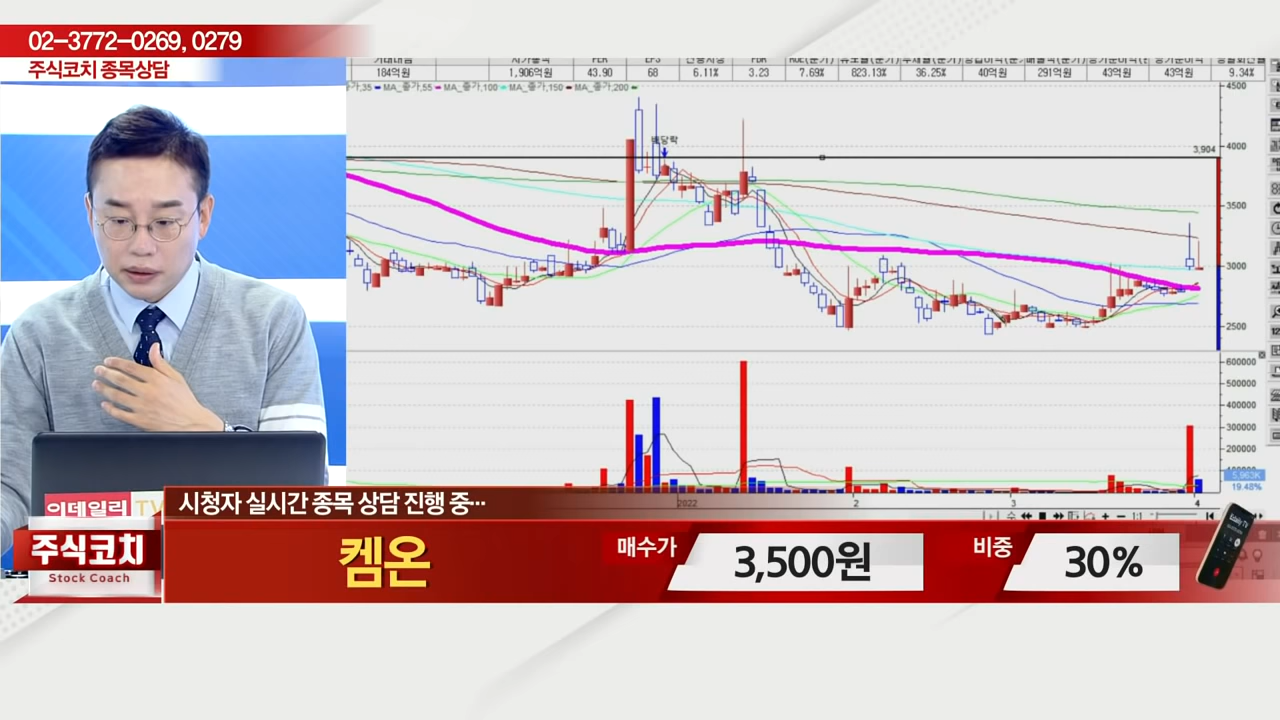 02-3772-0269, 0279
주식코치 종목상담
184억원 1,906억원 43.90 68 6.11% 3.23 7.69% 823.13% 36.25% 40억원 291억원 43억원 43억원 9.34%
가,35 MA_종가,55 MA_종가,100 MA_종가,150 MA_종가,200
4500
배당락
4000
3,904
3500
3000
2500
600000
500000
400000
300000
200000
19.48%
2022 2 3 4
이데일리 TV
시청자 실시간 종목 상담 진행 중...
주식코치
Stock Coach
켐온
매수가 3,500원
비중 30%